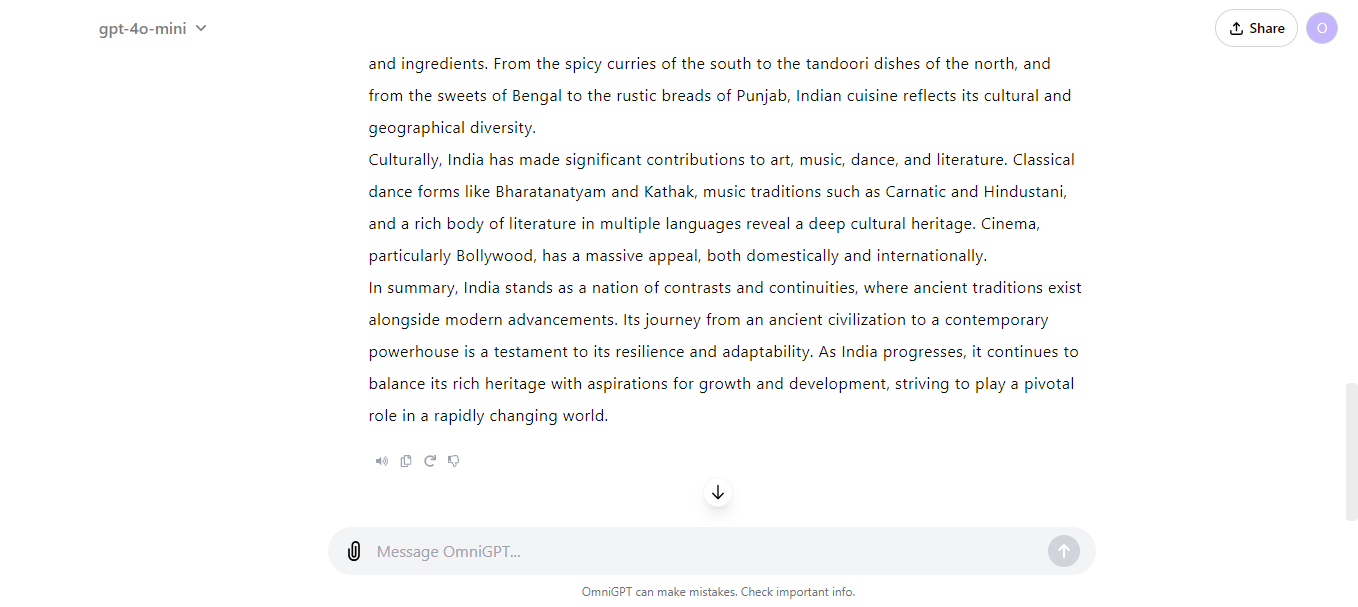 gpt-4o-mini
Share
O
and ingredients. From the spicy curries of the south to the tandoori dishes of the north, and
from the sweets of Bengal to the rustic breads of Punjab, Indian cuisine reflects its cultural and
geographical diversity.
Culturally, India has made significant contributions to art, music, dance, and literature. Classical
dance forms like Bharatanatyam and Kathak, music traditions such as Carnatic and Hindustani,
and a rich body of literature in multiple languages reveal a deep cultural heritage. Cinema,
particularly Bollywood, has a massive appeal, both domestically and internationally.
In summary, India stands as a nation of contrasts and continuities, where ancient traditions exist
alongside modern advancements. Its journey from an ancient civilization to a contemporary
powerhouse is a testament to its resilience and adaptability. As India progresses, it continues to
balance its rich heritage with aspirations for growth and development, striving to play a pivotal
role in a rapidly changing world.
Message OmniGPT...
OmniGPT can make mistakes. Check important info.